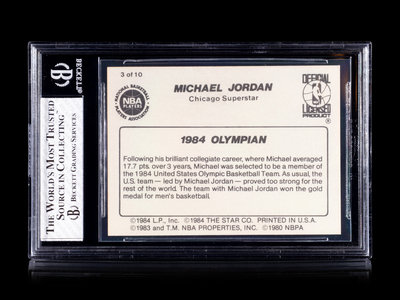 3 of 10
MICHAEL JORDAN
Chicago Superstar
NATIONAL BASKETBALL
NBA
PLAYERS
PLAYERS ASSOCIATION
OFFICIAL
LICENSED
PRODUCT
®
1984 OLYMPIAN
Following his brilliant collegiate career, where Michael averaged
17.7 pts. over 3 years, Michael was selected to be a member
of the 1984 United States Olympic Basketball Team. As usual, the
U.S. team — led by Michael Jordan — proved too strong for the
rest of the world. The team with Michael Jordan won the gold
medal for men's basketball.
©1984 L.P., Inc. ©1984 THE STAR CO. PRINTED IN U.S.A.
©1983 and T.M. NBA PROPERTIES, INC. ©1980 NBPA
BECKETT
THE WORLD'S MOST TRUSTED
SOURCE IN COLLECTING™
BECKETT GRADING SERVICES